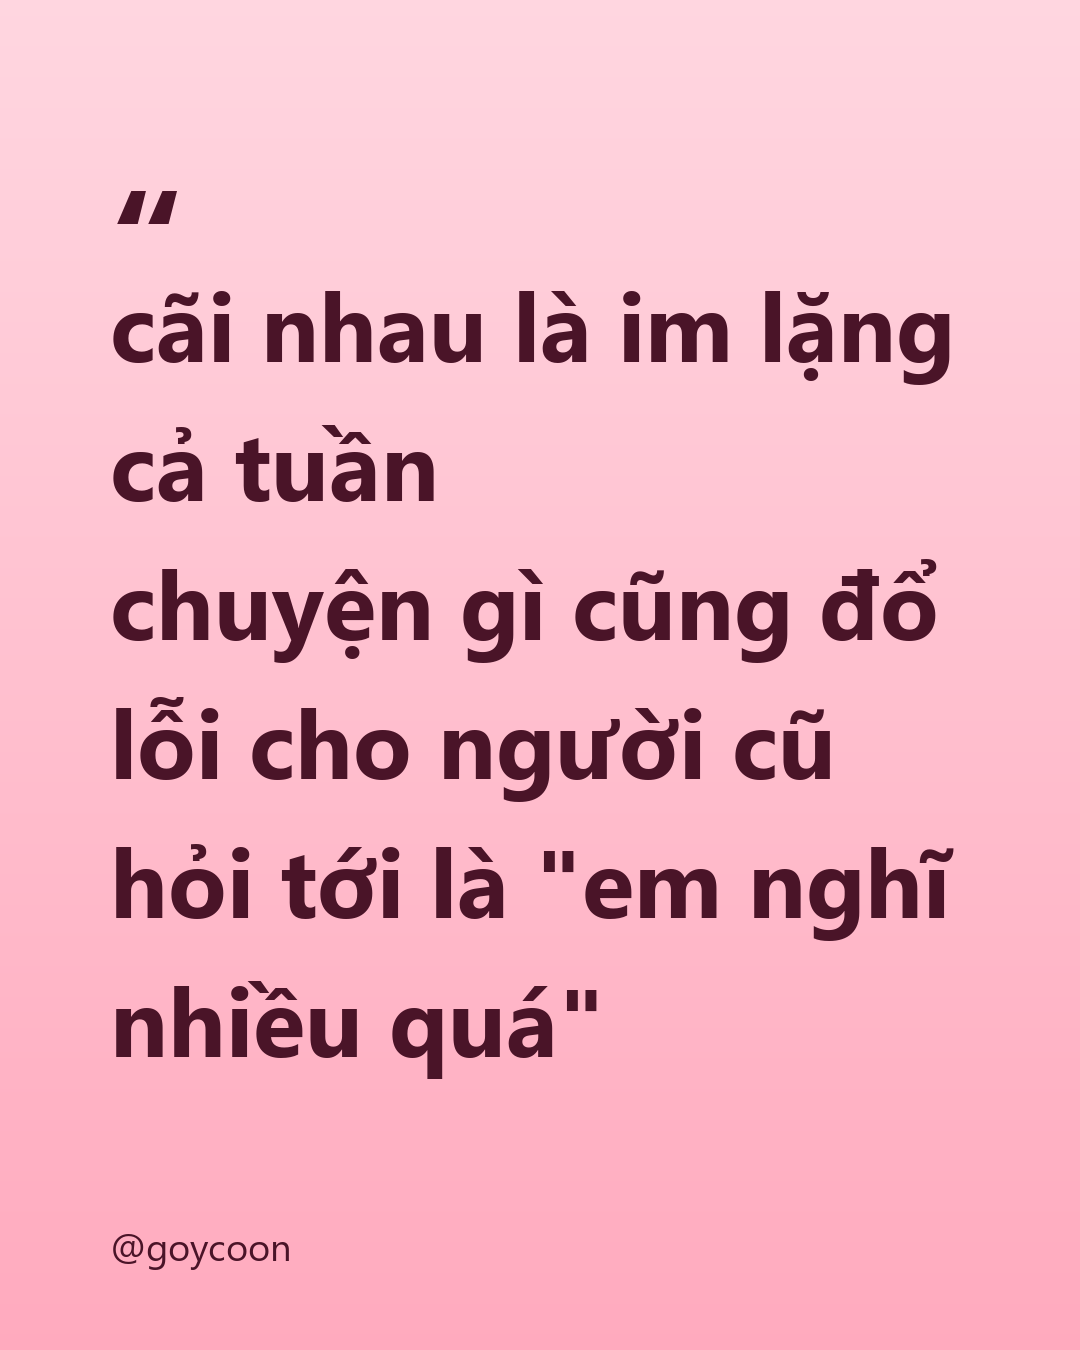 “
cãi nhau là im lặng
cả tuần
chuyện gì cũng đổ
lỗi cho người cũ
hỏi tới là "em nghĩ
nhiều quá"
@goycoon